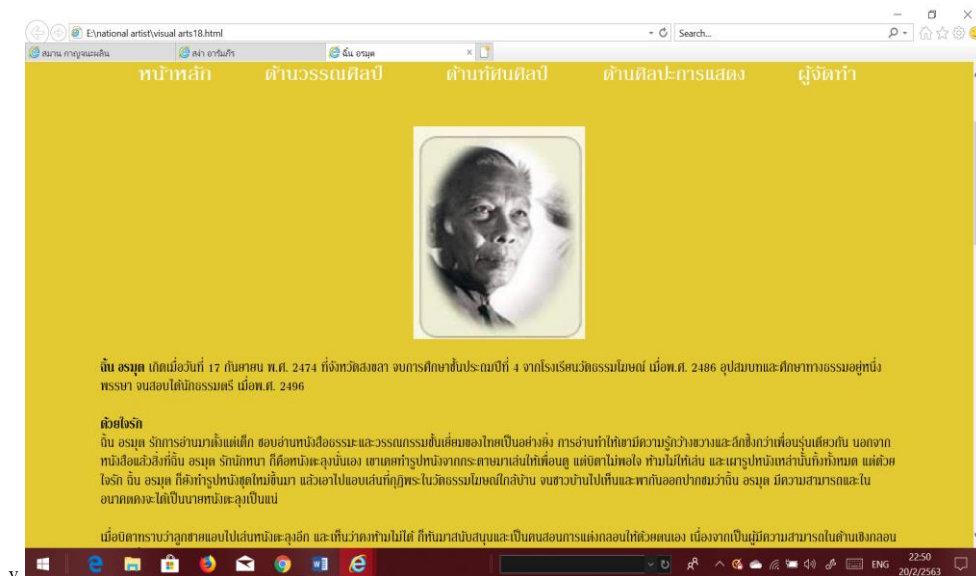 E:\national artist\visual arts18.html
Search...
สมาน กาญจนะผลิน
สง่า อารัมภีร
ฉิ้น อรมุต
หน้าหลัก ด้านวรรณศิลป์ ด้านทัศนศิลป์ ด้านศิลปะการแสดง ผู้จัดทำ
ฉิ้น อรมุต เกิดเมื่อวันที่ 17 กันยายน พ.ศ. 2474 ที่จังหวัดสงขลา จบการศึกษาชั้นประถมปีที่ 4 จากโรงเรียนวัดธรรมโฆษณ์ เมื่อพ.ศ. 2486 อุปสมบทและศึกษาทางธรรมอยู่หนึ่ง
พรรษา จนสอบได้นักธรรมตรี เมื่อพ.ศ. 2496
ด้วยใจรัก
ฉิ้น อรมุต รักการอ่านมาตั้งแต่เด็ก ชอบอ่านหนังสือธรรมะและวรรณกรรมชั้นเยี่ยมของไทยเป็นอย่างยิ่ง การอ่านทำให้เขามีความรู้กว้างขวางและลึกซึ้งกว่าเพื่อนรุ่นเดียวกัน นอกจาก
หนังสือแล้วสิ่งที่ฉิ้น อรมุต รักนักหนา ก็คือหนังตะลุงนั่นเอง เขาเคยทำรูปหนังจากกระดาษมาเล่นให้เพื่อนดู แต่บิดาไม่พอใจ ห้ามไม่ให้เล่น และเผารูปหนังเหล่านั้นทิ้งทั้งหมด แต่ด้วย
ใจรัก ฉิ้น อรมุต ก็ยังทำรูปหนังชุดใหม่ขึ้นมา แล้วเอาไปแอบเล่นที่กุฏิพระในวัดธรรมโฆษณ์ใกล้บ้าน จนชาวบ้านไปเห็นและพากันออกปากชมว่าฉิ้น อรมุต มีความสามารถและใน
อนาคตคงจะได้เป็นนายหนังตะลุงเป็นแน่
เมื่อบิดาทราบว่าลูกชายแอบไปเล่นหนังตะลุงอีก และเห็นว่าคงห้ามไม่ได้ ก็หันมาสนับสนุนและเป็นคนสอนการแต่งกลอนให้ด้วยตนเอง เนื่องจากเป็นผู้มีความสามารถในด้านเชิงกลอน
ENG
22:50
20/2/2563
v